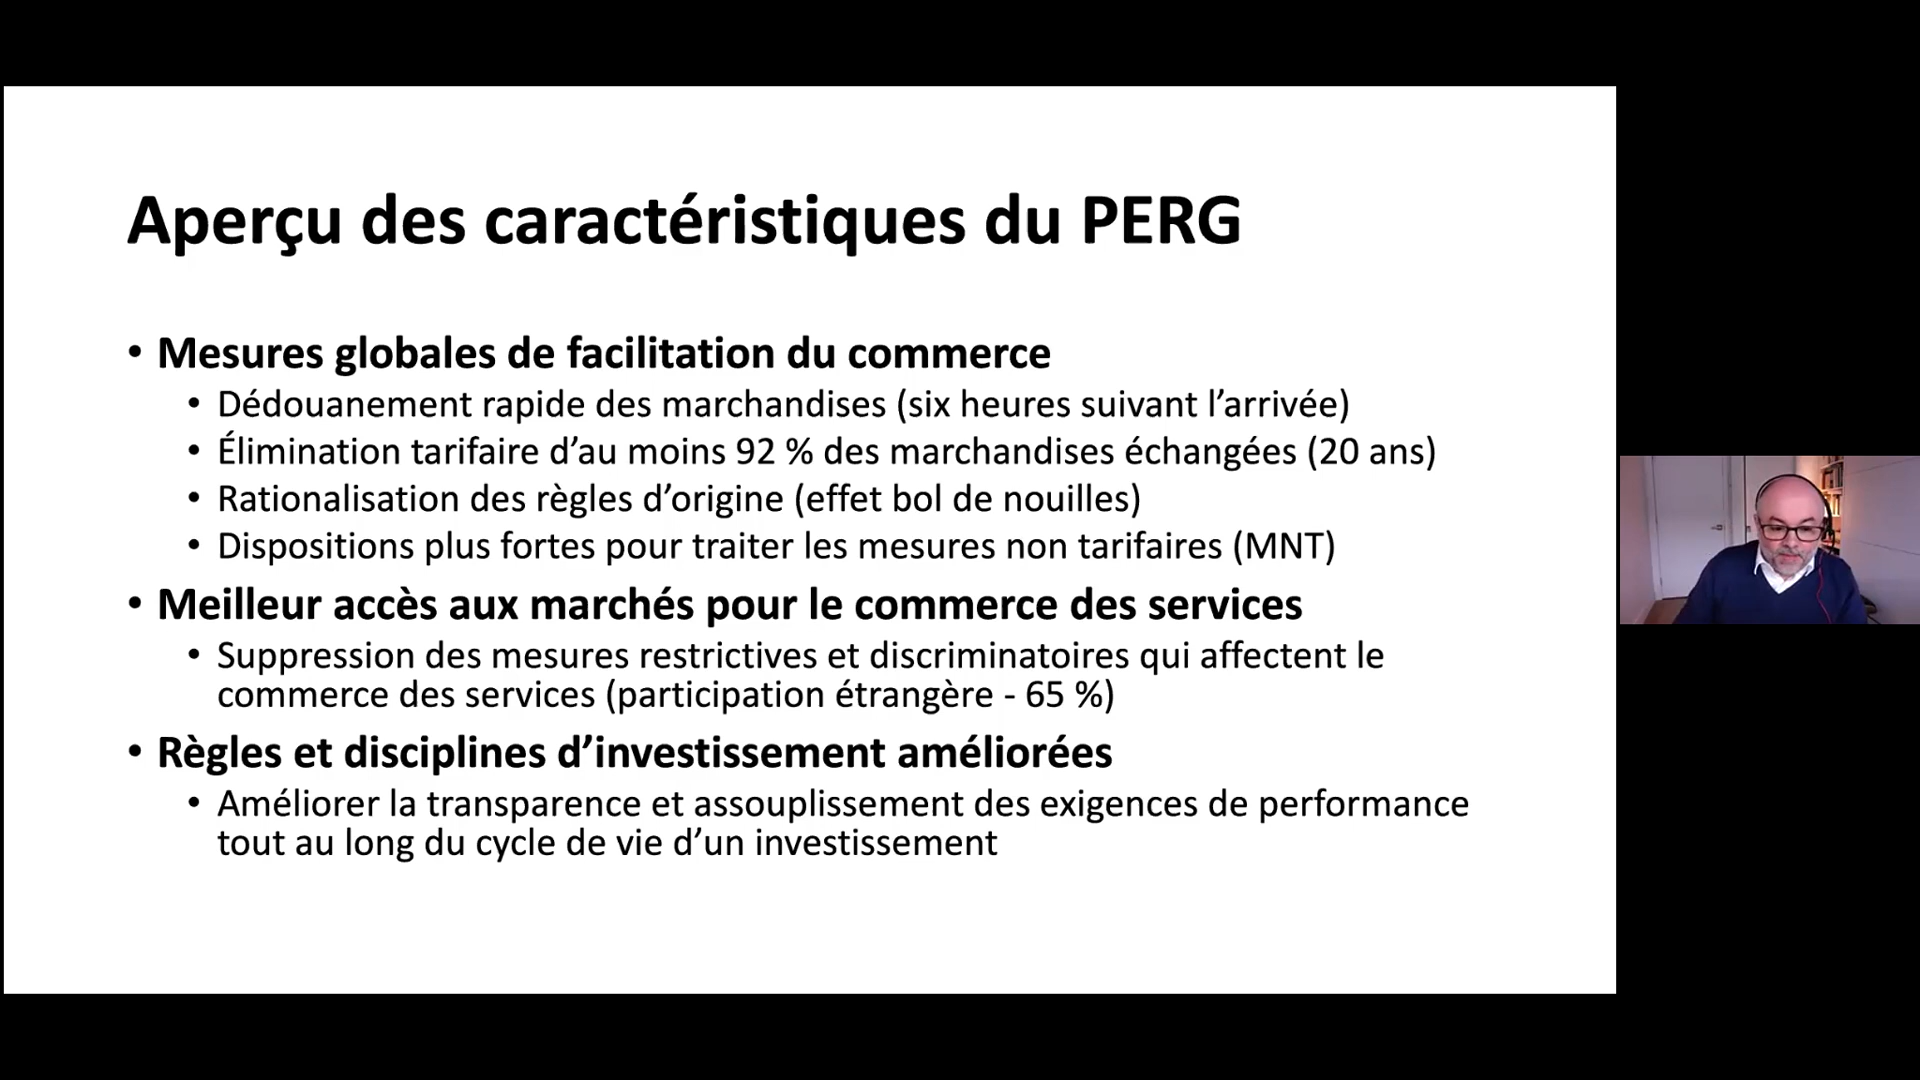 Aperçu des caractéristiques du PERG
• Mesures globales de facilitation du commerce
• Dédouanement rapide des marchandises (six heures suivant l’arrivée)
• Élimination tarifaire d’au moins 92 % des marchandises échangées (20 ans)
• Rationalisation des règles d’origine (effet bol de nouilles)
• Dispositions plus fortes pour traiter les mesures non tarifaires (MNT)
• Meilleur accès aux marchés pour le commerce des services
• Suppression des mesures restrictives et discriminatoires qui affectent le
commerce des services (participation étrangère - 65 %)
• Règles et disciplines d’investissement améliorées
• Améliorer la transparence et assouplissement des exigences de performance
tout au long du cycle de vie d’un investissement